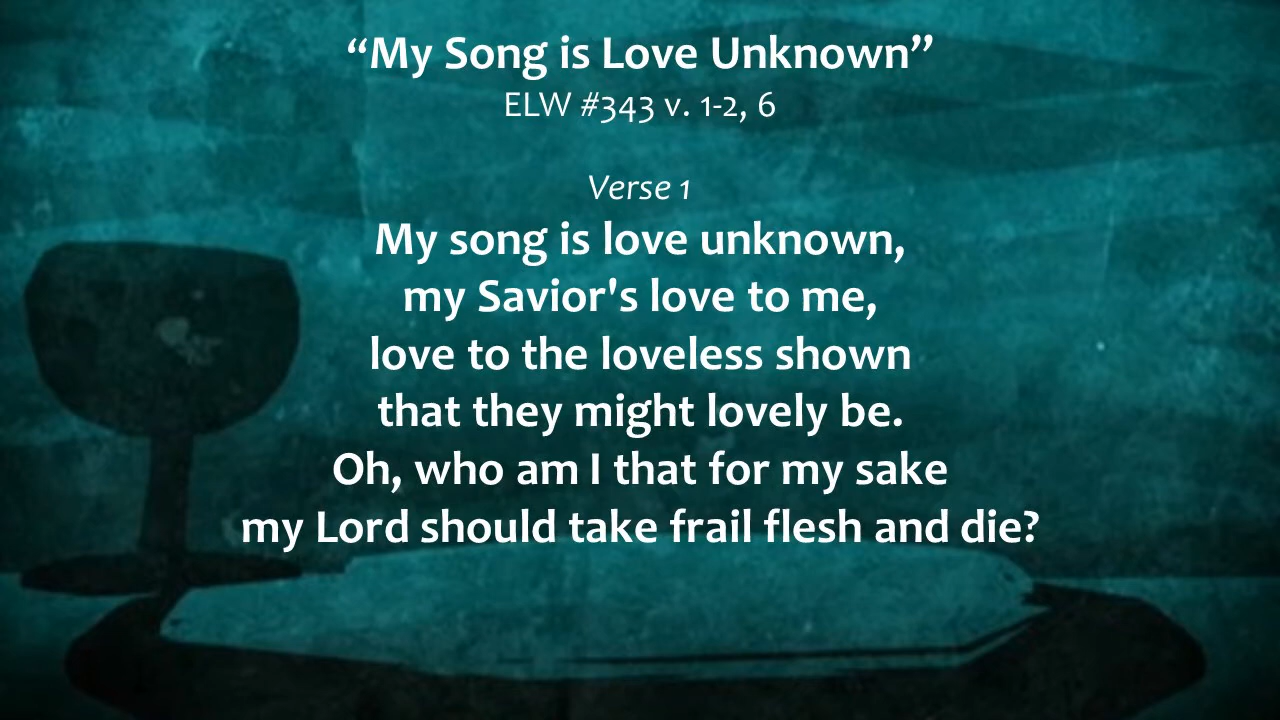 “My Song is Love Unknown”
ELW #343 v. 1-2, 6
Verse 1
My song is love unknown,
my Savior's love to me,
love to the loveless shown
that they might lovely be.
Oh, who am I that for my sake
my Lord should take frail flesh and die?